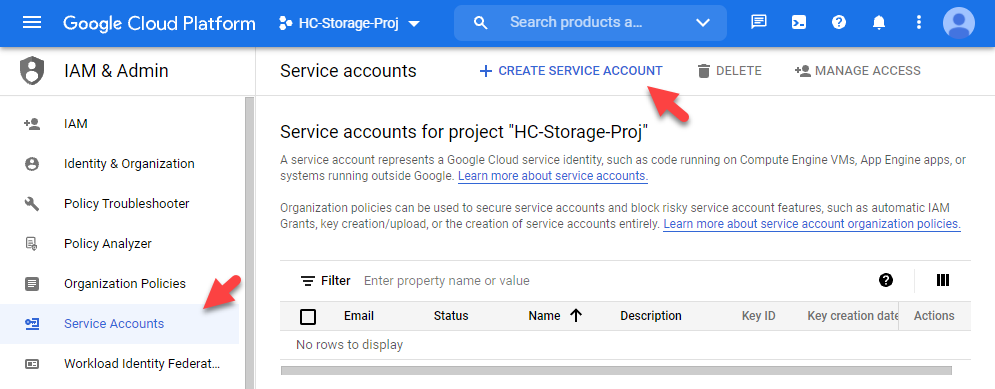 Google Cloud Platform
HC-Storage-Proj
Search products a...
IAM & Admin
Service accounts
CREATE SERVICE ACCOUNT
DELETE
MANAGE ACCESS
IAM
Identity & Organization
Policy Troubleshooter
Policy Analyzer
Organization Policies
Service Accounts
Workload Identity Federat...
Service accounts for project "HC-Storage-Proj"
A service account represents a Google Cloud service identity, such as code running on Compute Engine VMs, App Engine apps, or
systems running outside Google. Learn more about service accounts.
Organization policies can be used to secure service accounts and block risky service account features, such as automatic IAM
Grants, key creation/upload, or the creation of service accounts entirely. Learn more about service account organization policies.
Filter Enter property name or value
Email Status Name Description Key ID Key creation date Actions
No rows to display